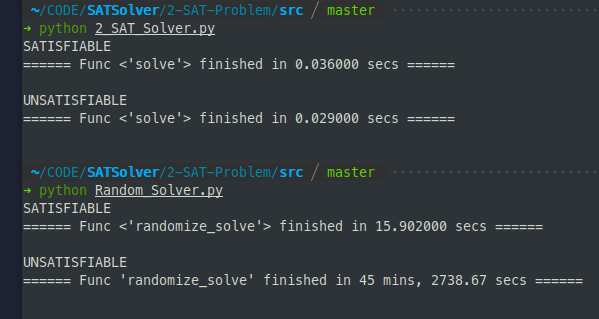 ~/CODE/SATSolver/2-SAT-Problem/src / master
→ python 2_SAT_Solver.py
SATISFIABLE
====== Func <'solve'> finished in 0.036000 secs ======
UNSATISFIABLE
====== Func <'solve'> finished in 0.029000 secs ======
~/CODE/SATSolver/2-SAT-Problem/src / master
→ python Random_Solver.py
SATISFIABLE
====== Func <'randomize_solve'> finished in 15.902000 secs ======
UNSATISFIABLE
====== Func 'randomize_solve' finished in 45 mins, 2738.67 secs ======